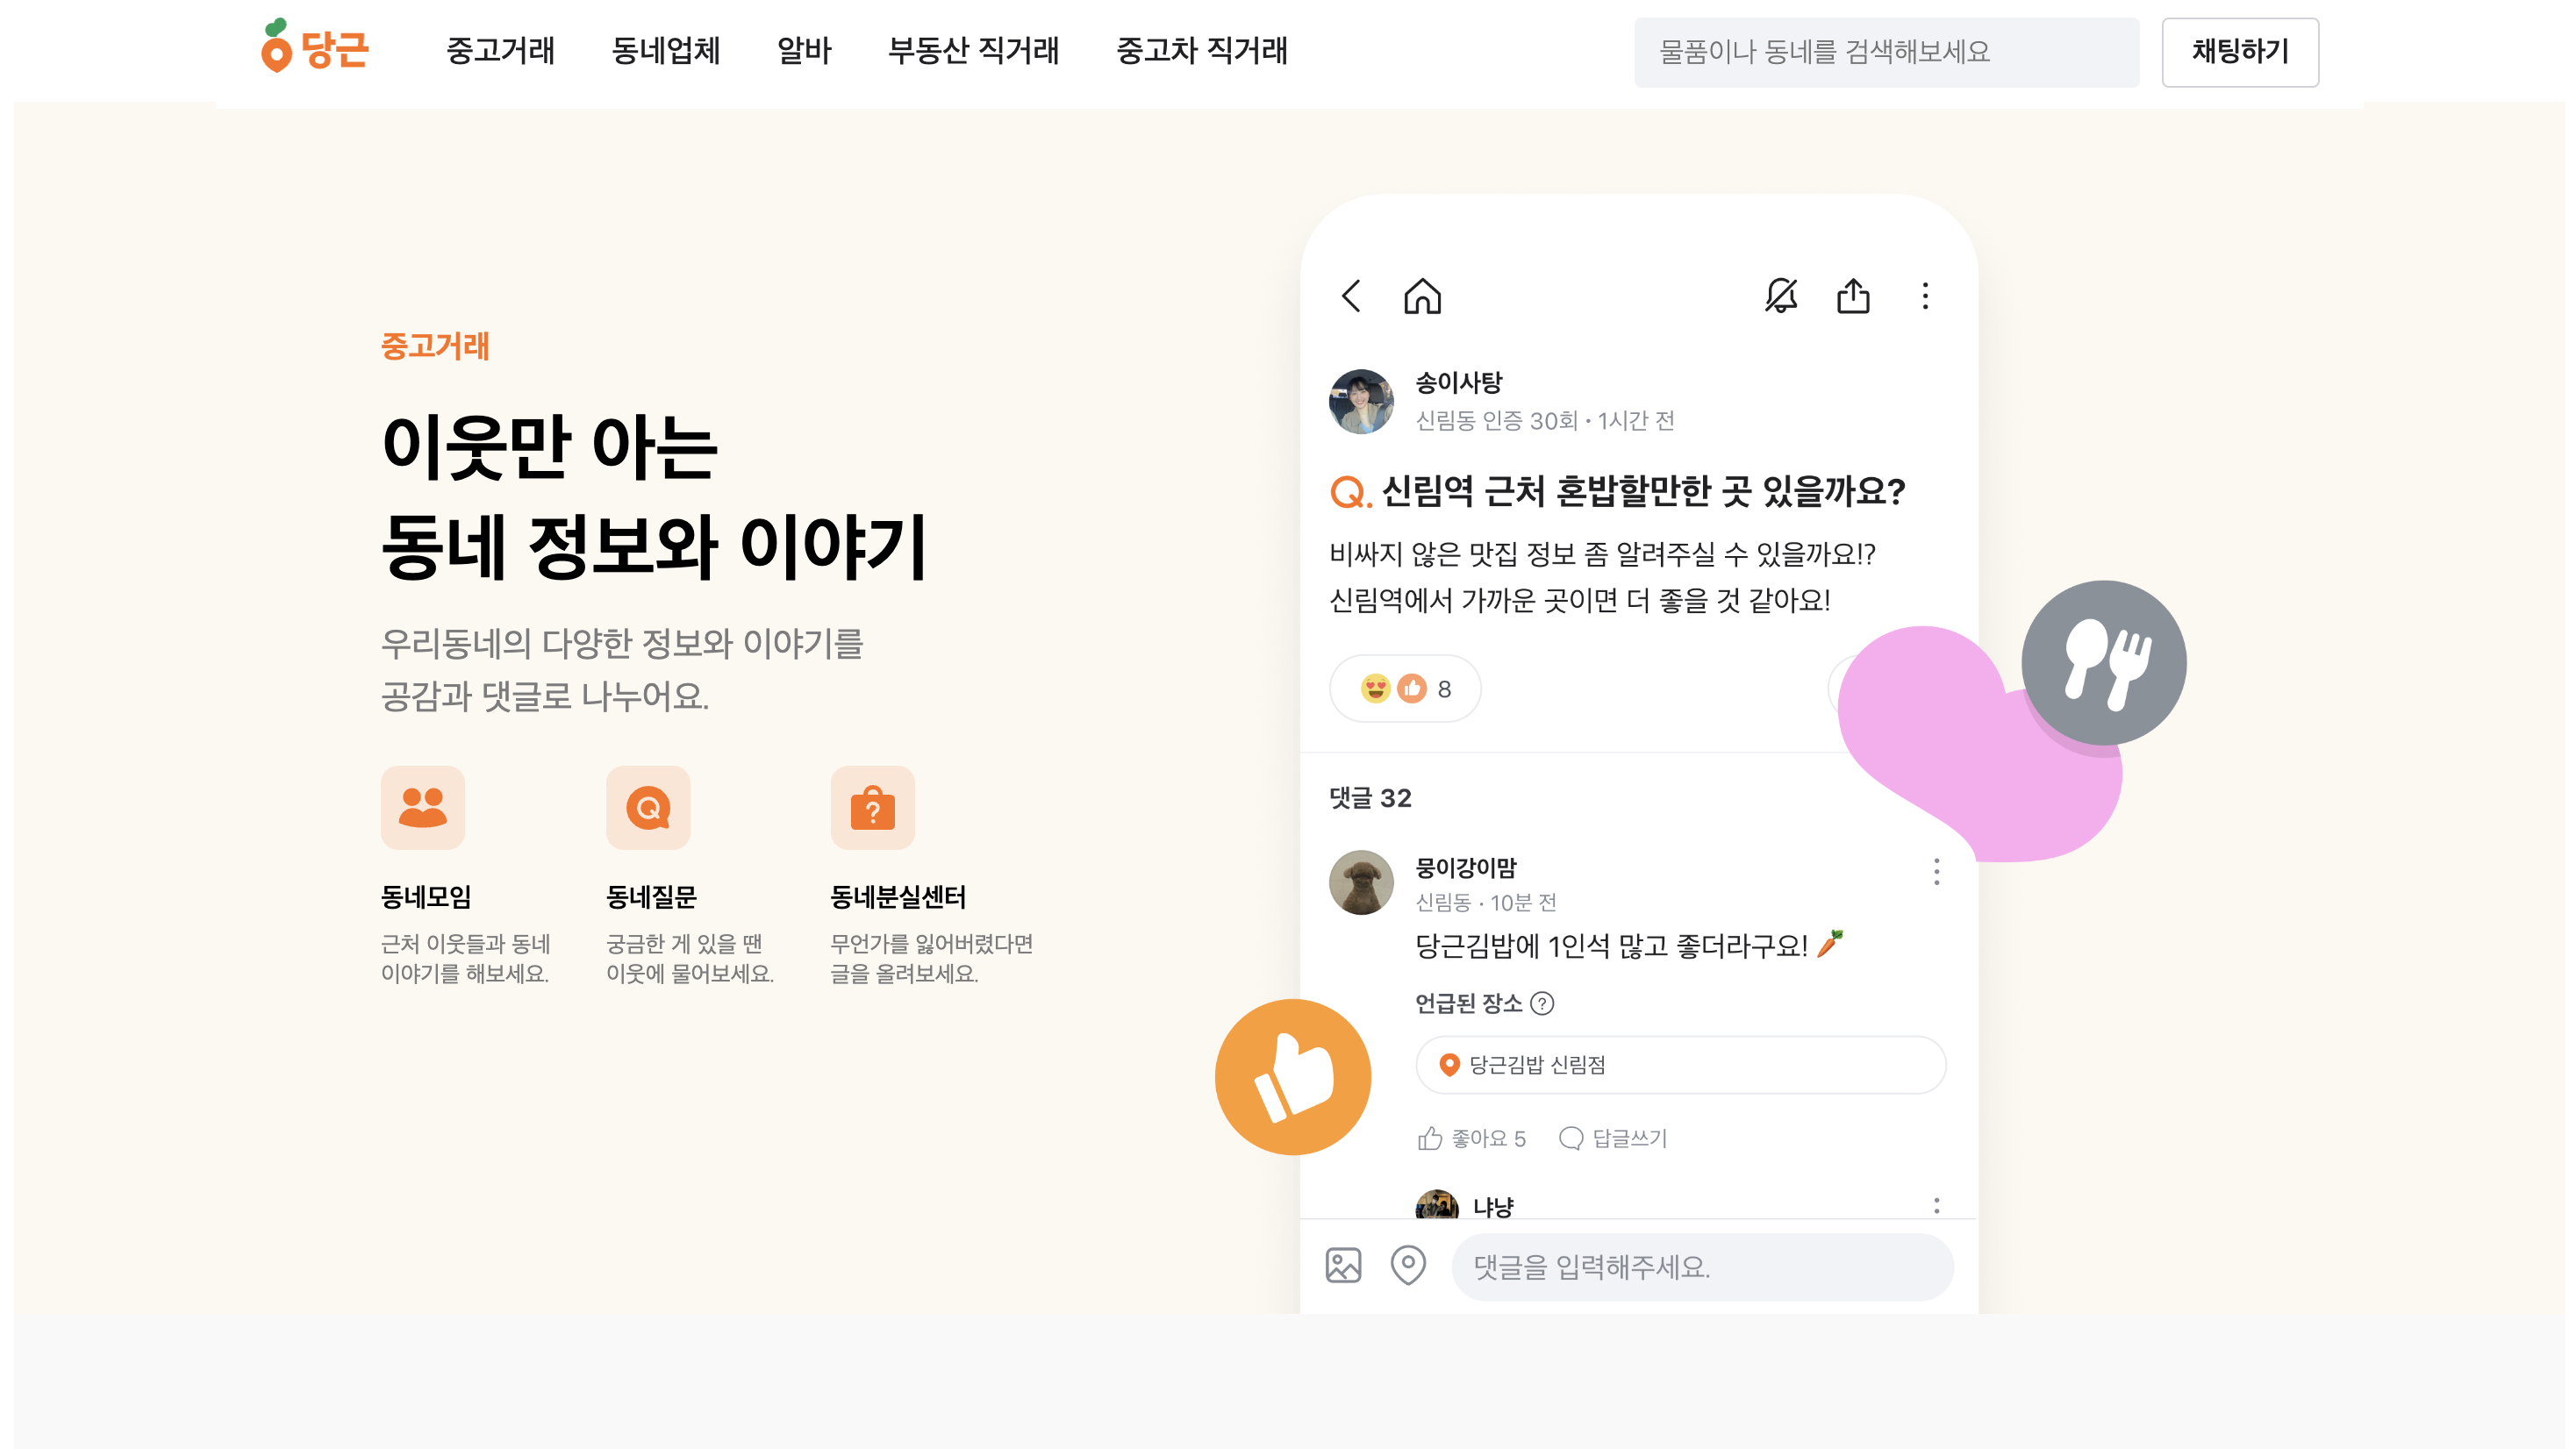 당근
중고거래
동네업체
알바
부동산 직거래
중고차 직거래
물품이나 동네를 검색해보세요
채팅하기
중고거래
이웃만 아는
동네 정보와 이야기
우리동네의 다양한 정보와 이야기를
공감과 댓글로 나누어요.
동네모임
근처 이웃들과 동네
이야기를 해보세요.
동네질문
궁금한 게 있을 땐
이웃에 물어보세요.
동네분실센터
무언가를 잃어버렸다면
글을 올려보세요.
송이사탕
신림동 인증 30회 • 1시간 전
Q. 신림역 근처 혼밥할만한 곳 있을까요?
비싸지 않은 맛집 정보 좀 알려주실 수 있을까요!?
신림역에서 가까운 곳이면 더 좋을 것 같아요!
8
댓글 32
뭉이강이맘
신림동 • 10분 전
당근김밥에 1인석 많고 좋더라구요! 🥕
언급된 장소 ?
당근김밥 신림점
좋아요 5
답글쓰기
냐냥
댓글을 입력해주세요.